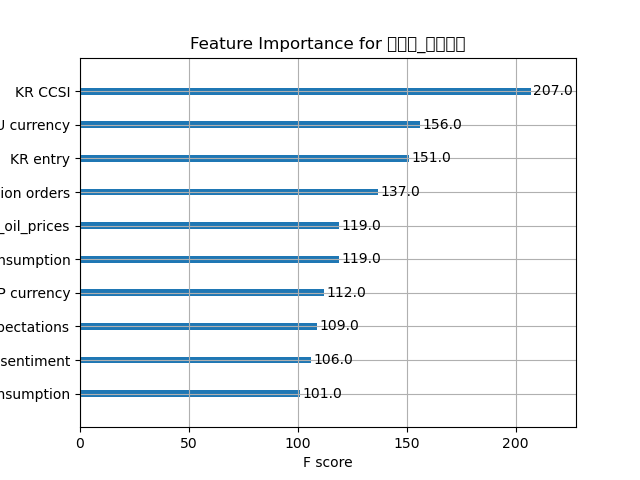 Feature Importance for
KR CCSI
207.0
U currency
156.0
KR entry
151.0
ion orders
137.0
_oil_prices
119.0
nsumption
119.0
P currency
112.0
pectations
109.0
sentiment
106.0
nsumption
101.0
0 50 100 150 200
F score